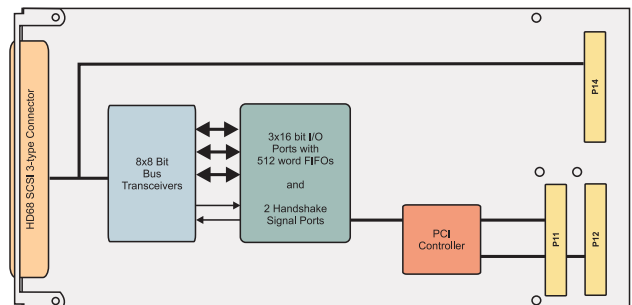 HD68 SCSI 3-type Connector
8x8 Bit
Bus
Transceivers
3x16 bit I/O
Ports with
512 word FIFOs
and
2 Handshake
Signal Ports
PCI
Controller
P14
P11
P12